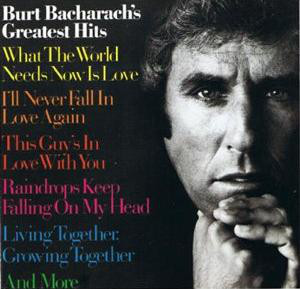 Burt Bacharach's
Greatest Hits
What The World
Needs Now Is Love
I'll Never Fall In
Love Again
This Guy's In
Love With You
Raindrops Keep
Falling On My Head
Living Together,
Growing Together
And More